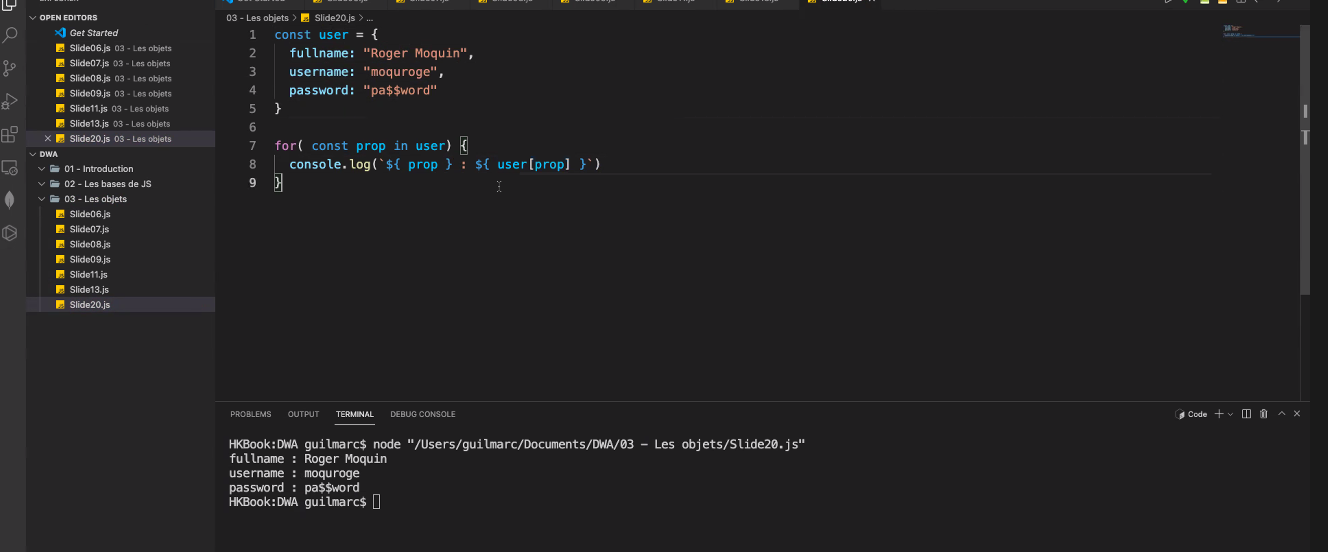 OPEN EDITORS
Get Started
Slide06.js 03 - Les objets
Slide07.js 03 - Les objets
Slide08.js 03 - Les objets
Slide09.js 03 - Les objets
Slide11.js 03 - Les objets
Slide13.js 03 - Les objets
Slide20.js 03 - Les objets
DWA
01 - Introduction
02 - Les bases de JS
03 - Les objets
Slide06.js
Slide07.js
Slide08.js
Slide09.js
Slide11.js
Slide13.js
Slide20.js
03 - Les objets > Slide20.js > ...
1 const user = {
2 fullname: "Roger Moquin",
3 username: "moquroge",
4 password: "pa$$word"
5 }
6
7 for( const prop in user) {
8 console.log(`${ prop } : ${ user[prop] }`)
9 }
PROBLEMS OUTPUT TERMINAL DEBUG CONSOLE Code
HKBook:DWA guilmarc$ node "/Users/guilmarc/Documents/DWA/03 - Les objets/Slide20.js"
fullname : Roger Moquin
username : moquroge
password : pa$$word
HKBook:DWA guilmarc$